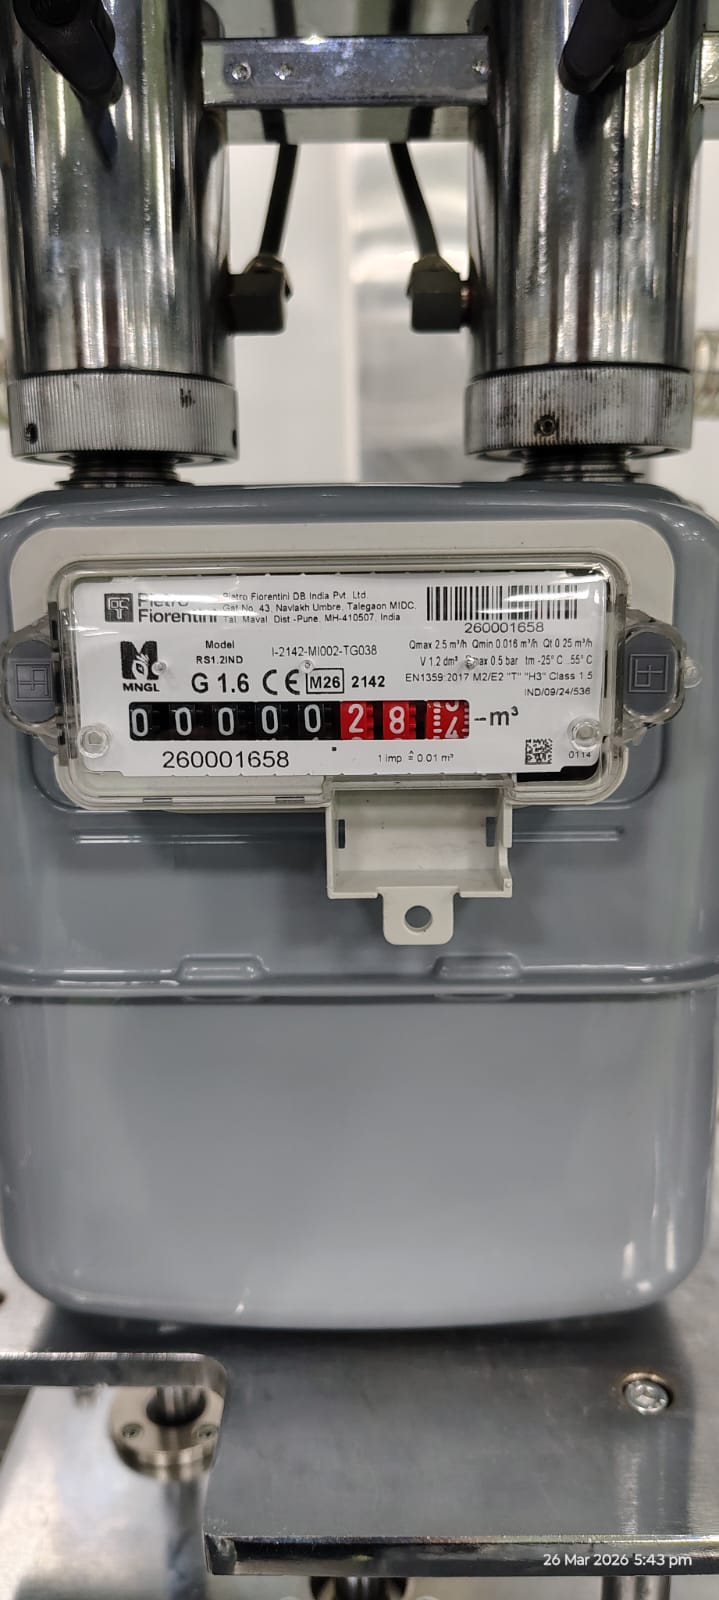 Pietro Fiorentini
Pietro Fiorentini DB India Pvt. Ltd.
Gat No. 43, Navlakh Umbre, Talegaon MIDC,
Tal. Maval Dist-Pune, MH-410507, India
260001658
MNGL
Model
RS1.2IND
I-2142-MI002-TG038
G 1.6 CE M26 2142
Qmax 2.5 m³/h Qmin 0.016 m³/h Qt 0.25 m³/h
V 1.2 dm³ Pmax 0.5 bar tm -25° C ..55° C
EN1359:2017 M2/E2 "T" "H3" Class 1.5
IND/09/24/536
0 0 0 0 0 2 8 4 m³
260001658
1 imp ≙ 0.01 m³
0114
26 Mar 2026 5:43 pm